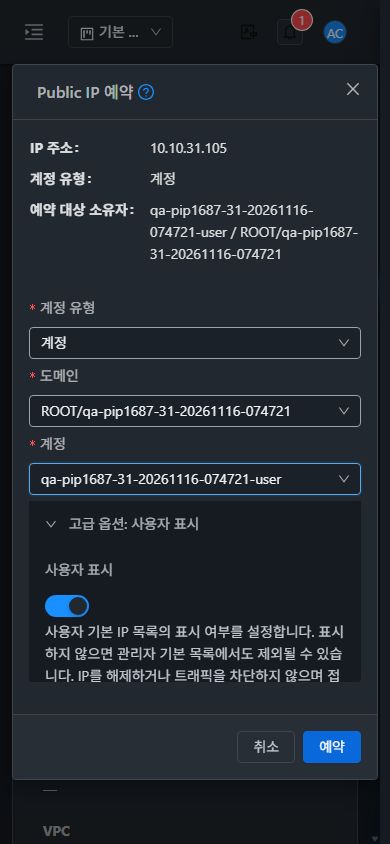 기본 ...
1
AC
Public IP 예약
IP 주소 : 10.10.31.105
계정 유형 : 계정
예약 대상 소유자 : qa-pip1687-31-20261116-
074721-user / ROOT/qa-pip1687-
31-20261116-074721
* 계정 유형
계정
* 도메인
ROOT/qa-pip1687-31-20261116-074721
* 계정
qa-pip1687-31-20261116-074721-user
고급 옵션: 사용자 표시
사용자 표시
사용자 기본 IP 목록의 표시 여부를 설정합니다. 표시
하지 않으면 관리자 기본 목록에서도 제외될 수 있습
니다. IP를 해제하거나 트래픽을 차단하지 않으며 접
취소
예약
—
VPC